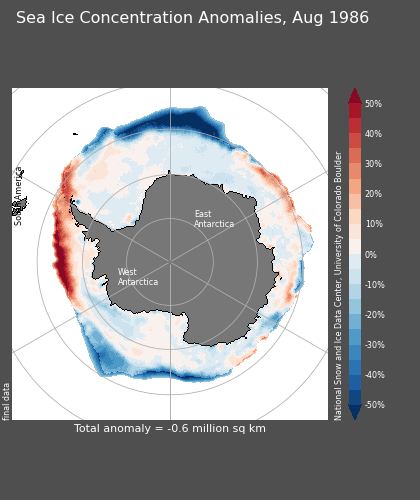 Sea Ice Concentration Anomalies, Aug 1986
South America
East
Antarctica
West
Antarctica
final data
National Snow and Ice Data Center, University of Colorado Boulder
50%
40%
30%
20%
10%
0%
-10%
-20%
-30%
-40%
-50%
Total anomaly = -0.6 million sq km